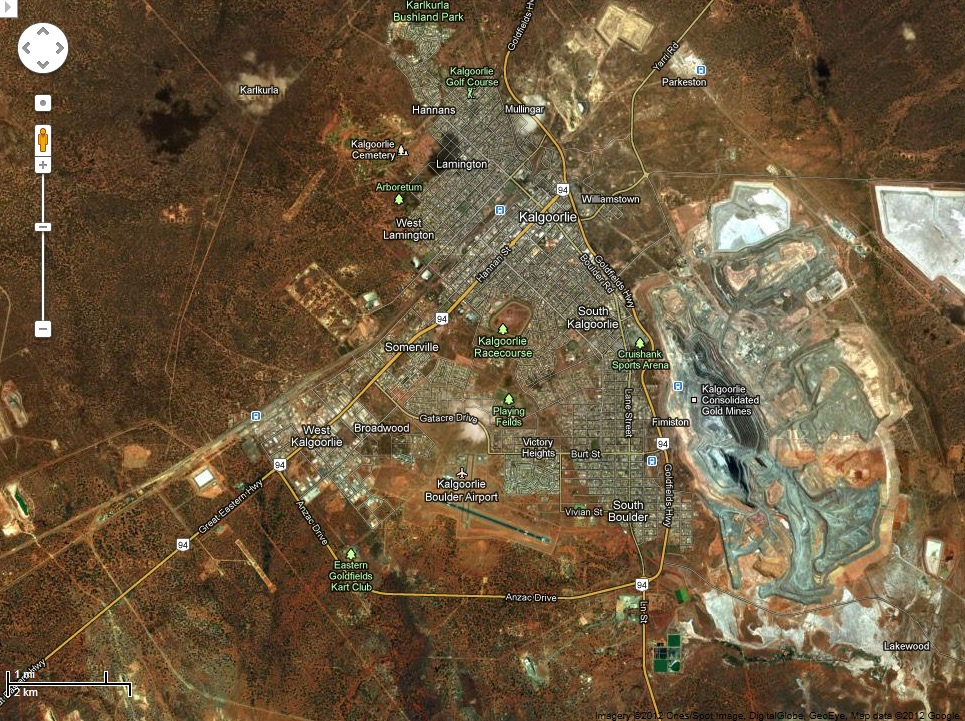 Karlkurla
Bushland Park
Goldfields Hwy
Yarri Rd
Kalgoorlie
Golf Course
Parkeston
Karlkurla
Hannans
Mullingar
Kalgoorlie
Cemetery
Lamington
Arboretum
94
Williamstown
Kalgoorlie
West
Lamington
Hannan St
Boulder Rd
Goldfields Hwy
94
South
Kalgoorlie
Kalgoorlie
Racecourse
Somerville
Cruishank
Sports Arena
Kalgoorlie
Consolidated
Gold Mines
Lane Street
Playing
Feilds
Gatacre Drive
Fimiston
Broadwood
West
Kalgoorlie
Victory
Heights
Burt St
94
94
Kalgoorlie
Boulder Airport
Goldfields Hwy
Great Eastern Hwy
Anzac Drive
Vivian St
South
Boulder
94
Eastern
Goldfields
Kart Club
94
Anzac Drive
Lin St
Lakewood
Hwy
1 mi
2 km
Imagery ©2012 Cnes/Spot Image, DigitalGlobe, GeoEye, Map data ©2012 Google